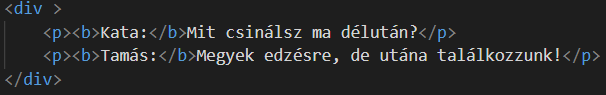 <div >
<p><b>Kata:</b>Mit csinálsz ma délután?</p>
<p><b>Tamás:</b>Megyek edzésre, de utána találkozzunk!</p>
</div>